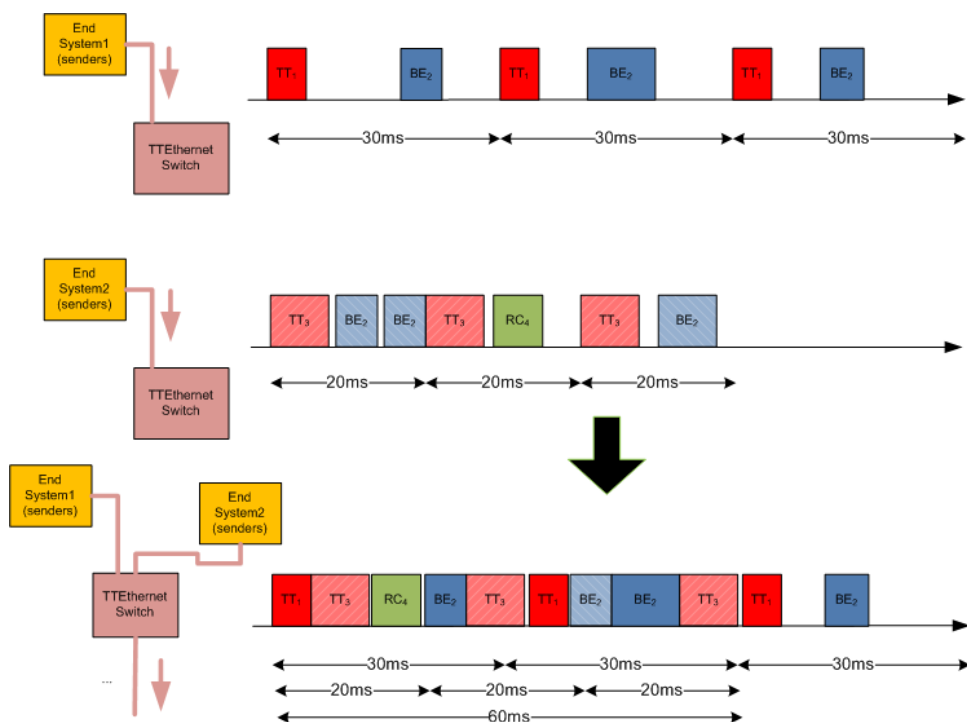 End
System1
(senders)
TTEthernet
Switch
TT₁ BE₂ TT₁ BE₂ TT₁ BE₂
30ms 30ms 30ms
End
System2
(senders)
TTEthernet
Switch
TT₃ BE₂ BE₂ TT₃ RC₄ TT₃ BE₂
20ms 20ms 20ms
End
System1
(senders)
End
System2
(senders)
TTEthernet
Switch
...
TT₁ TT₃ RC₄ BE₂ TT₃ TT₁ BE₂ BE₂ TT₃ TT₁ BE₂
30ms 30ms 30ms
20ms 20ms 20ms
60ms